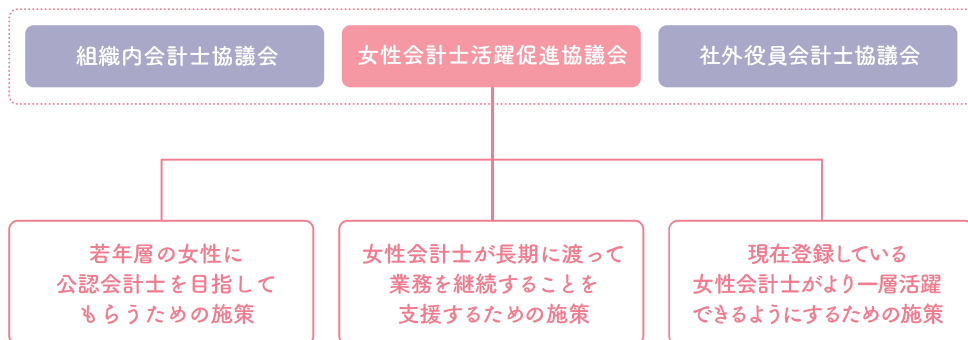 組織内会計士協議会
女性会計士活躍促進協議会
社外役員会計士協議会
若年層の女性に
公認会計士を目指して
もらうための施策
女性会計士が長期に渡って
業務を継続することを
支援するための施策
現在登録している
女性会計士がより一層活躍
できるようにするための施策